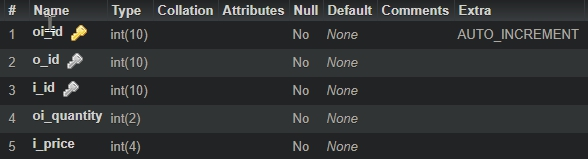 # Name Type Collation Attributes Null Default Comments Extra
1 oi_id int(10) No None AUTO_INCREMENT
2 o_id int(10) No None
3 i_id int(10) No None
4 oi_quantity int(2) No None
5 i_price int(4) No None